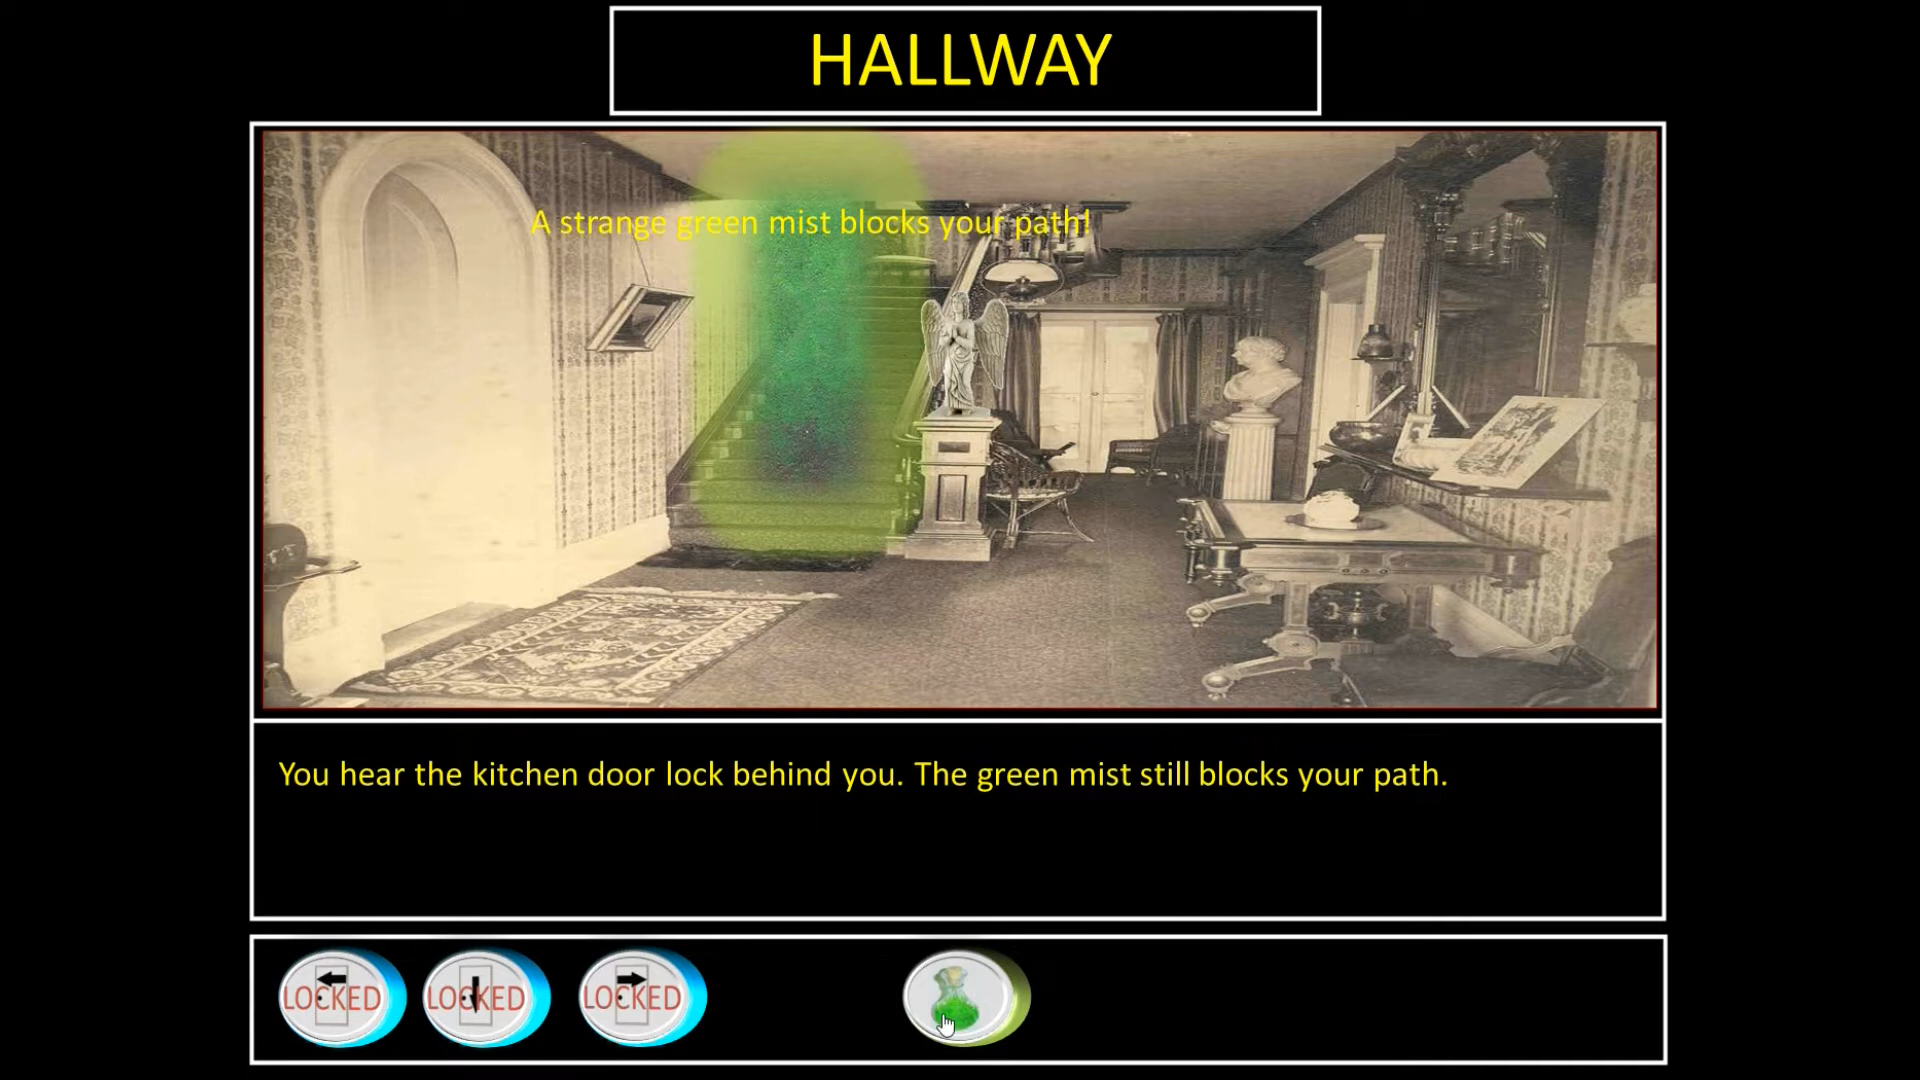 HALLWAY
A strange green mist blocks your path!
You hear the kitchen door lock behind you. The green mist still blocks your path.
LOCKED
LOCKED
LOCKED